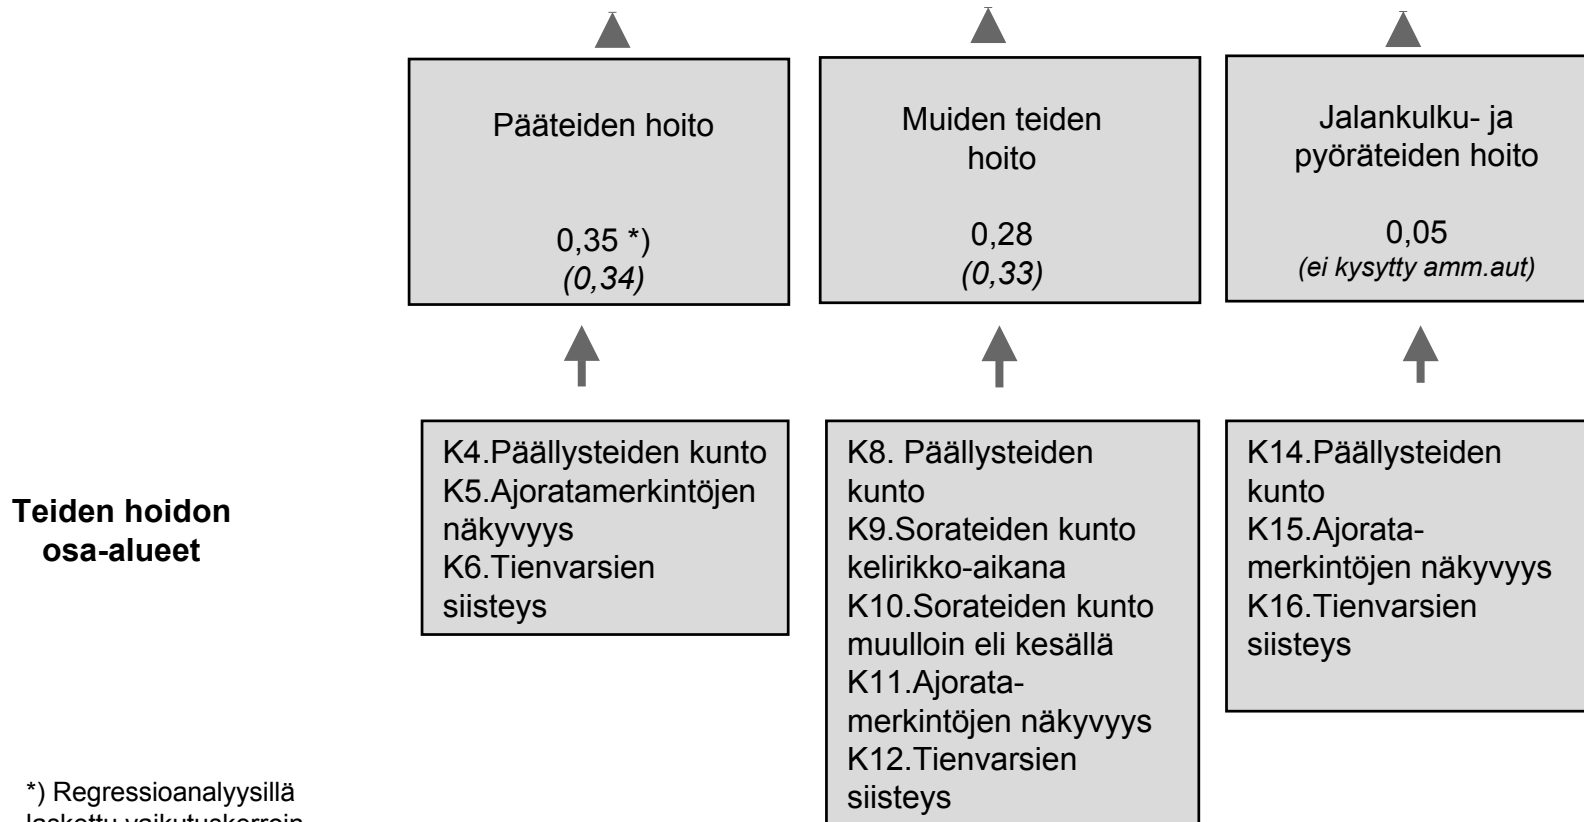 Pääteiden hoito
0,35 *)
(0,34)
Muiden teiden
hoito
0,28
(0,33)
Jalankulku- ja
pyöräteiden hoito
0,05
(ei kysytty amm.aut)
Teiden hoidon
osa-alueet
K4.Päällysteiden kunto
K5.Ajoratamerkintöjen
näkyvyys
K6.Tienvarsien
siisteys
K8. Päällysteiden
kunto
K9.Sorateiden kunto
kelirikko-aikana
K10.Sorateiden kunto
muulloin eli kesällä
K11.Ajorata-
merkintöjen näkyvyys
K12.Tienvarsien
siisteys
K14.Päällysteiden
kunto
K15.Ajorata-
merkintöjen näkyvyys
K16.Tienvarsien
siisteys
*) Regressioanalyysillä
laskettu vaikutuskerroin